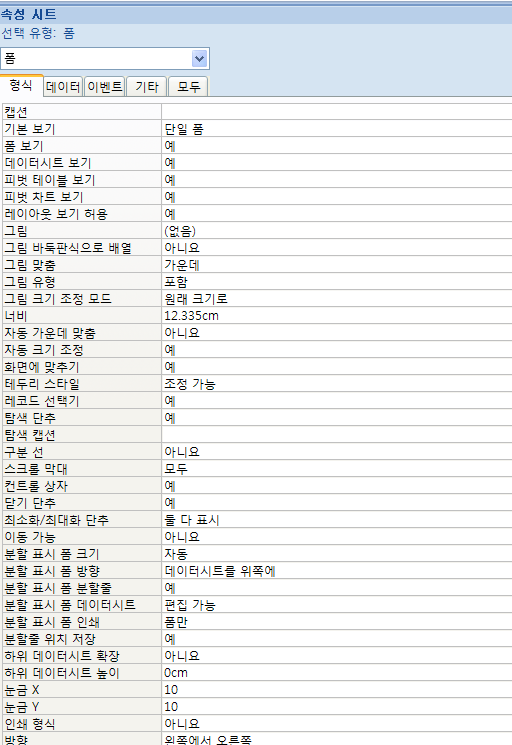 속성 시트
선택 유형: 폼
폼
형식 데이터 이벤트 기타 모두
캡션
기본 보기 단일 폼
폼 보기 예
데이터시트 보기 예
피벗 테이블 보기 예
피벗 차트 보기 예
레이아웃 보기 허용 예
그림 (없음)
그림 바둑판식으로 배열 아니요
그림 맞춤 가운데
그림 유형 포함
그림 크기 조정 모드 원래 크기로
너비 12.335cm
자동 가운데 맞춤 아니요
자동 크기 조정 예
화면에 맞추기 예
테두리 스타일 조정 가능
레코드 선택기 예
탐색 단추 예
탐색 캡션
구분 선 아니요
스크롤 막대 모두
컨트롤 상자 예
닫기 단추 예
최소화/최대화 단추 둘 다 표시
이동 가능 아니요
분할 표시 폼 크기 자동
분할 표시 폼 방향 데이터시트를 위쪽에
분할 표시 폼 분할줄 예
분할 표시 폼 데이터시트 편집 가능
분할 표시 폼 인쇄 폼만
분할줄 위치 저장 예
하위 데이터시트 확장 아니요
하위 데이터시트 높이 0cm
눈금 X 10
눈금 Y 10
인쇄 형식 아니요
방향 왼쪽에서 오른쪽